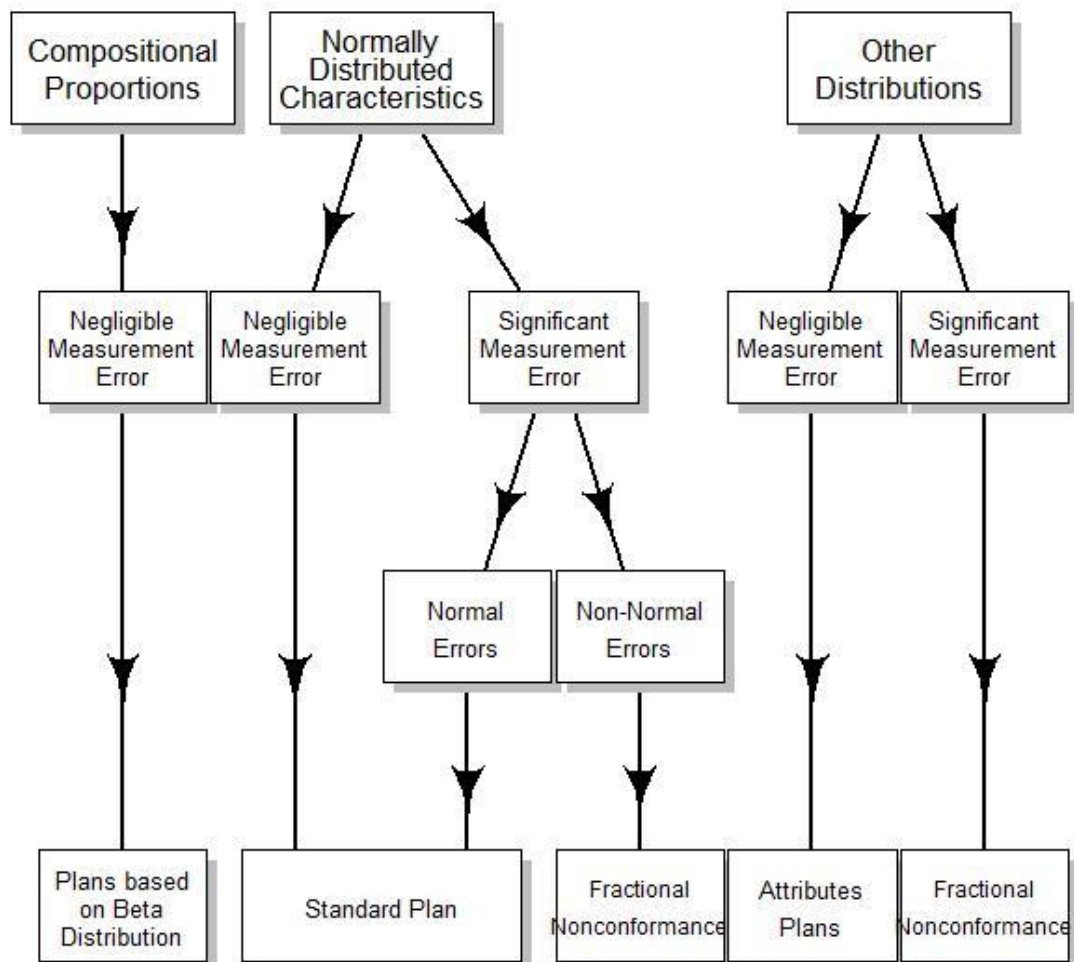 Compositional
Proportions
Normally
Distributed
Characteristics
Other
Distributions
Negligible
Measurement
Error
Negligible
Measurement
Error
Significant
Measurement
Error
Negligible
Measurement
Error
Significant
Measurement
Error
Normal
Errors
Non-Normal
Errors
Plans based
on Beta
Distribution
Standard Plan
Fractional
Nonconformance
Attributes
Plans
Fractional
Nonconformance